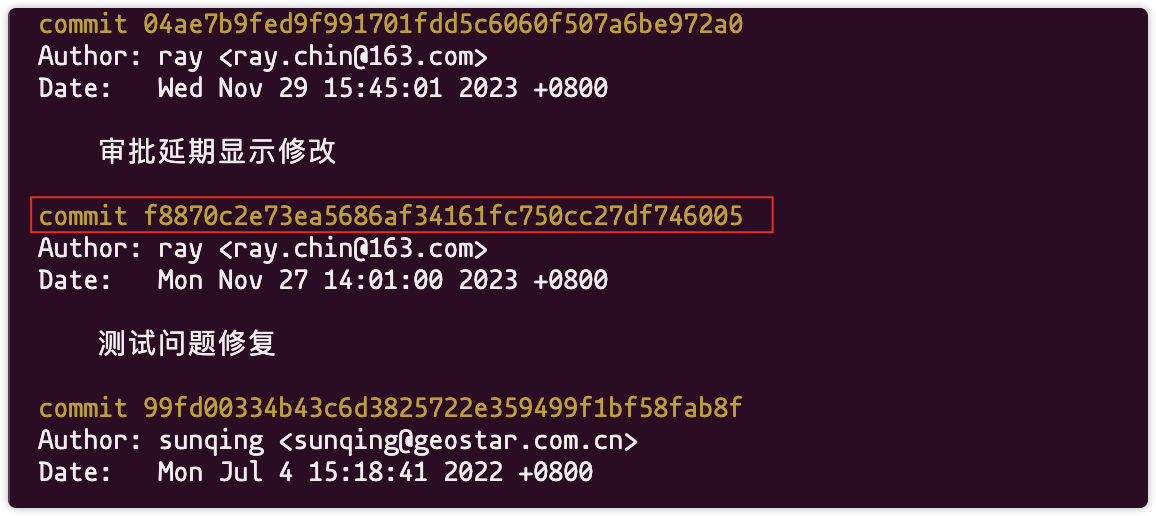 commit 04ae7b9fed9f991701fdd5c6060f507a6be972a0
Author: ray <ray.chin@163.com>
Date:   Wed Nov 29 15:45:01 2023 +0800
审批延期显示修改
commit f8870c2e73ea5686af34161fc750cc27df746005
Author: ray <ray.chin@163.com>
Date:   Mon Nov 27 14:01:00 2023 +0800
测试问题修复
commit 99fd00334b43c6d3825722e359499f1bf58fab8f
Author: sunqing <sunqing@geostar.com.cn>
Date:   Mon Jul 4 15:18:41 2022 +0800